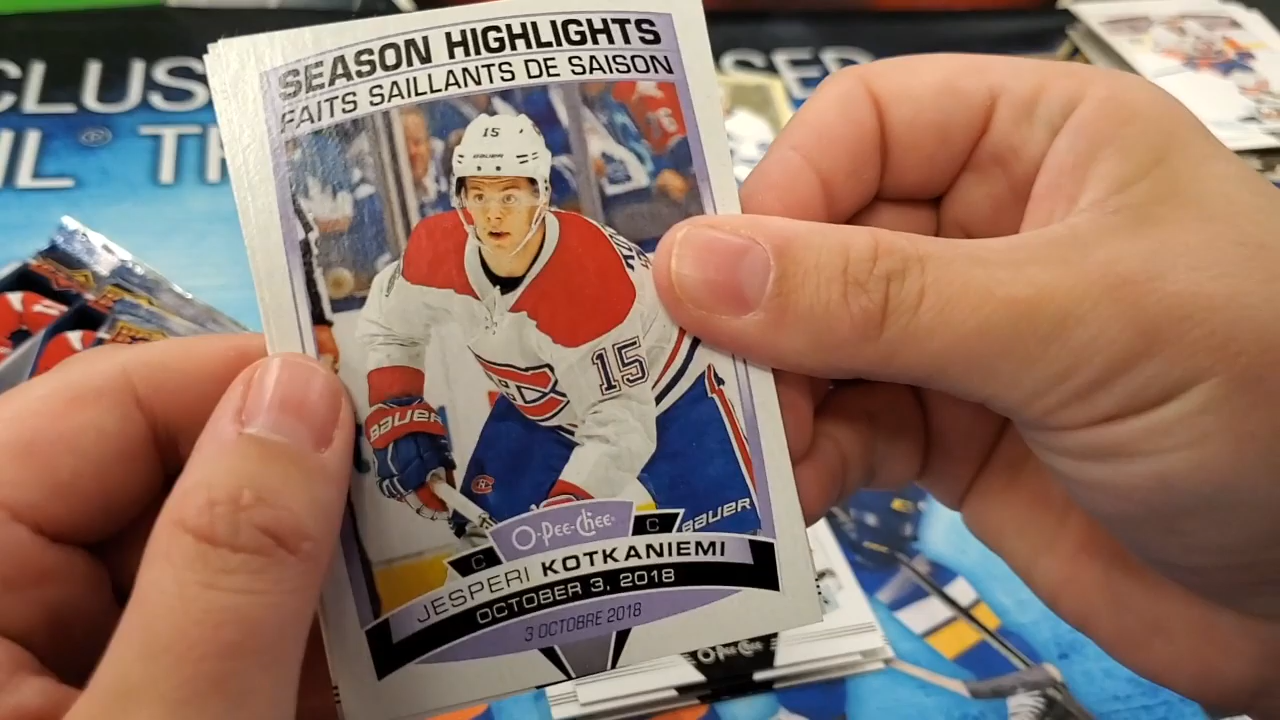 CLUS
SED
IL ® TR
SEASON HIGHLIGHTS
FAITS SAILLANTS DE SAISON
15
BAUER
15
BAUER
BAUER
O-Pee-Chee
C C
JESPERI KOTKANIEMI
OCTOBER 3, 2018
3 OCTOBRE 2018
O-Pee-Chee